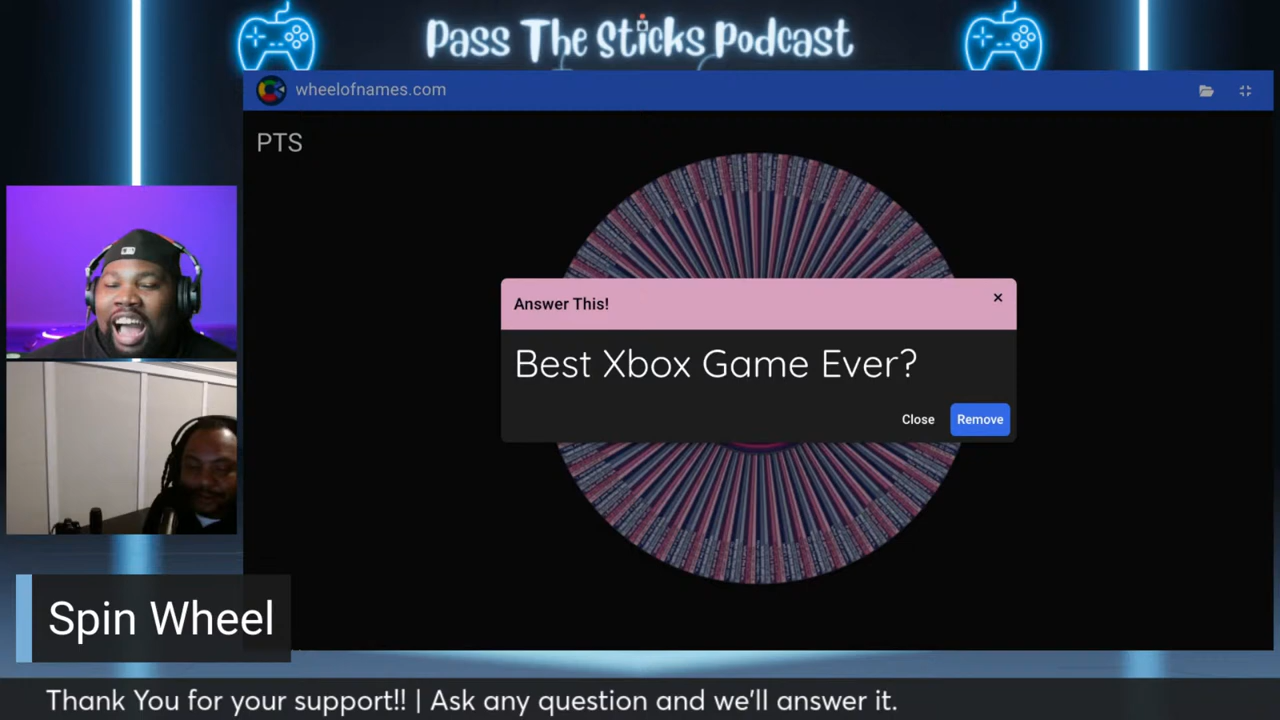 Pass The Sticks Podcast
wheelofnames.com
PTS
Answer This!
Best Xbox Game Ever?
Close
Remove
Spin Wheel
Thank You for your support!! | Ask any question and we'll answer it.